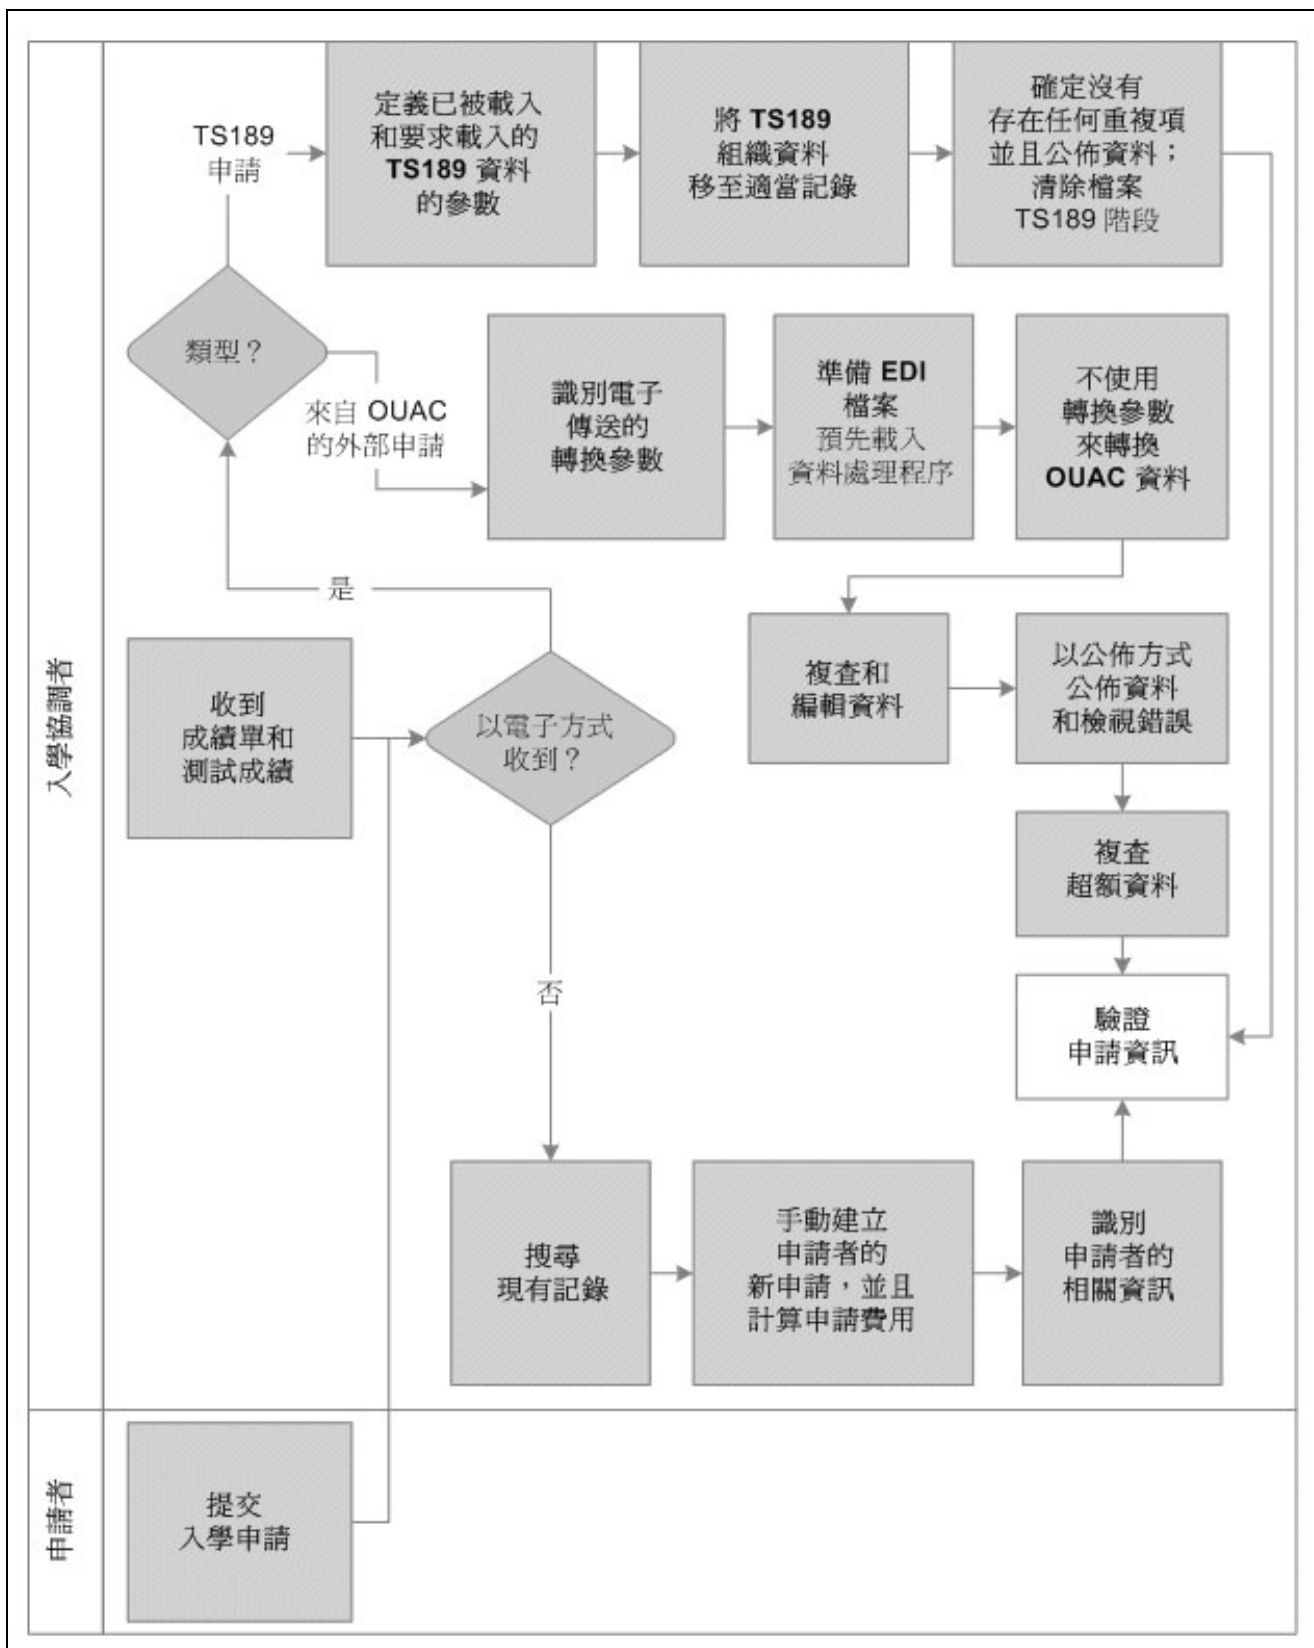 TS189
申請
定義已被載入
和要求載入的
TS189 資料
的參數
將 TS189
組織資料
移至適當記錄
確定沒有
存在任何重複項
並且公佈資料；
清除檔案
TS189 階段
類型？
來自 OUAC
的外部申請
識別電子
傳送的
轉換參數
準備 EDI
檔案
預先載入
資料處理程序
不使用
轉換參數
來轉換
OUAC 資料
是
入學協調者
收到
成績單和
測試成績
以電子方式
收到？
複查和
編輯資料
以公佈方式
公佈資料
和檢視錯誤
複查
超額資料
否
驗證
申請資訊
搜尋
現有記錄
手動建立
申請者的
新申請，並且
計算申請費用
識別
申請者的
相關資訊
申請者
提交
入學申請